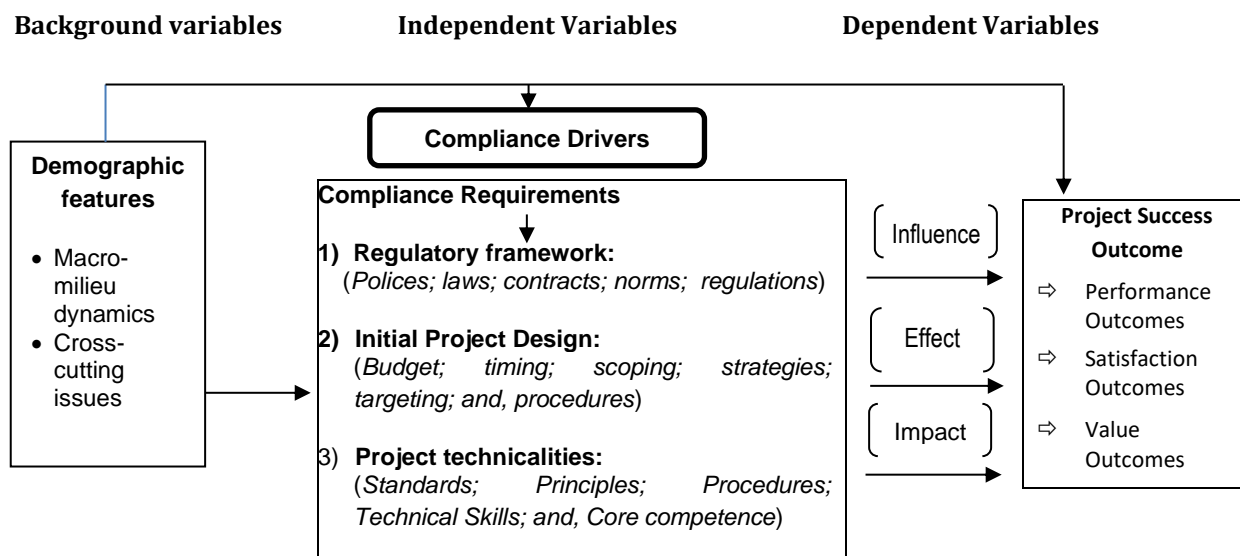 Background variables
Independent Variables
Dependent Variables
Compliance Drivers
Demographic
features
• Macro-
milieu
dynamics
• Cross-
cutting
issues
Compliance Requirements
1) Regulatory framework:
(Polices; laws; contracts; norms; regulations)
2) Initial Project Design:
(Budget; timing; scoping; strategies;
targeting; and, procedures)
3) Project technicalities:
(Standards; Principles; Procedures;
Technical Skills; and, Core competence)
Influence
Effect
Impact
Project Success
Outcome
⇨ Performance
Outcomes
⇨ Satisfaction
Outcomes
⇨ Value
Outcomes